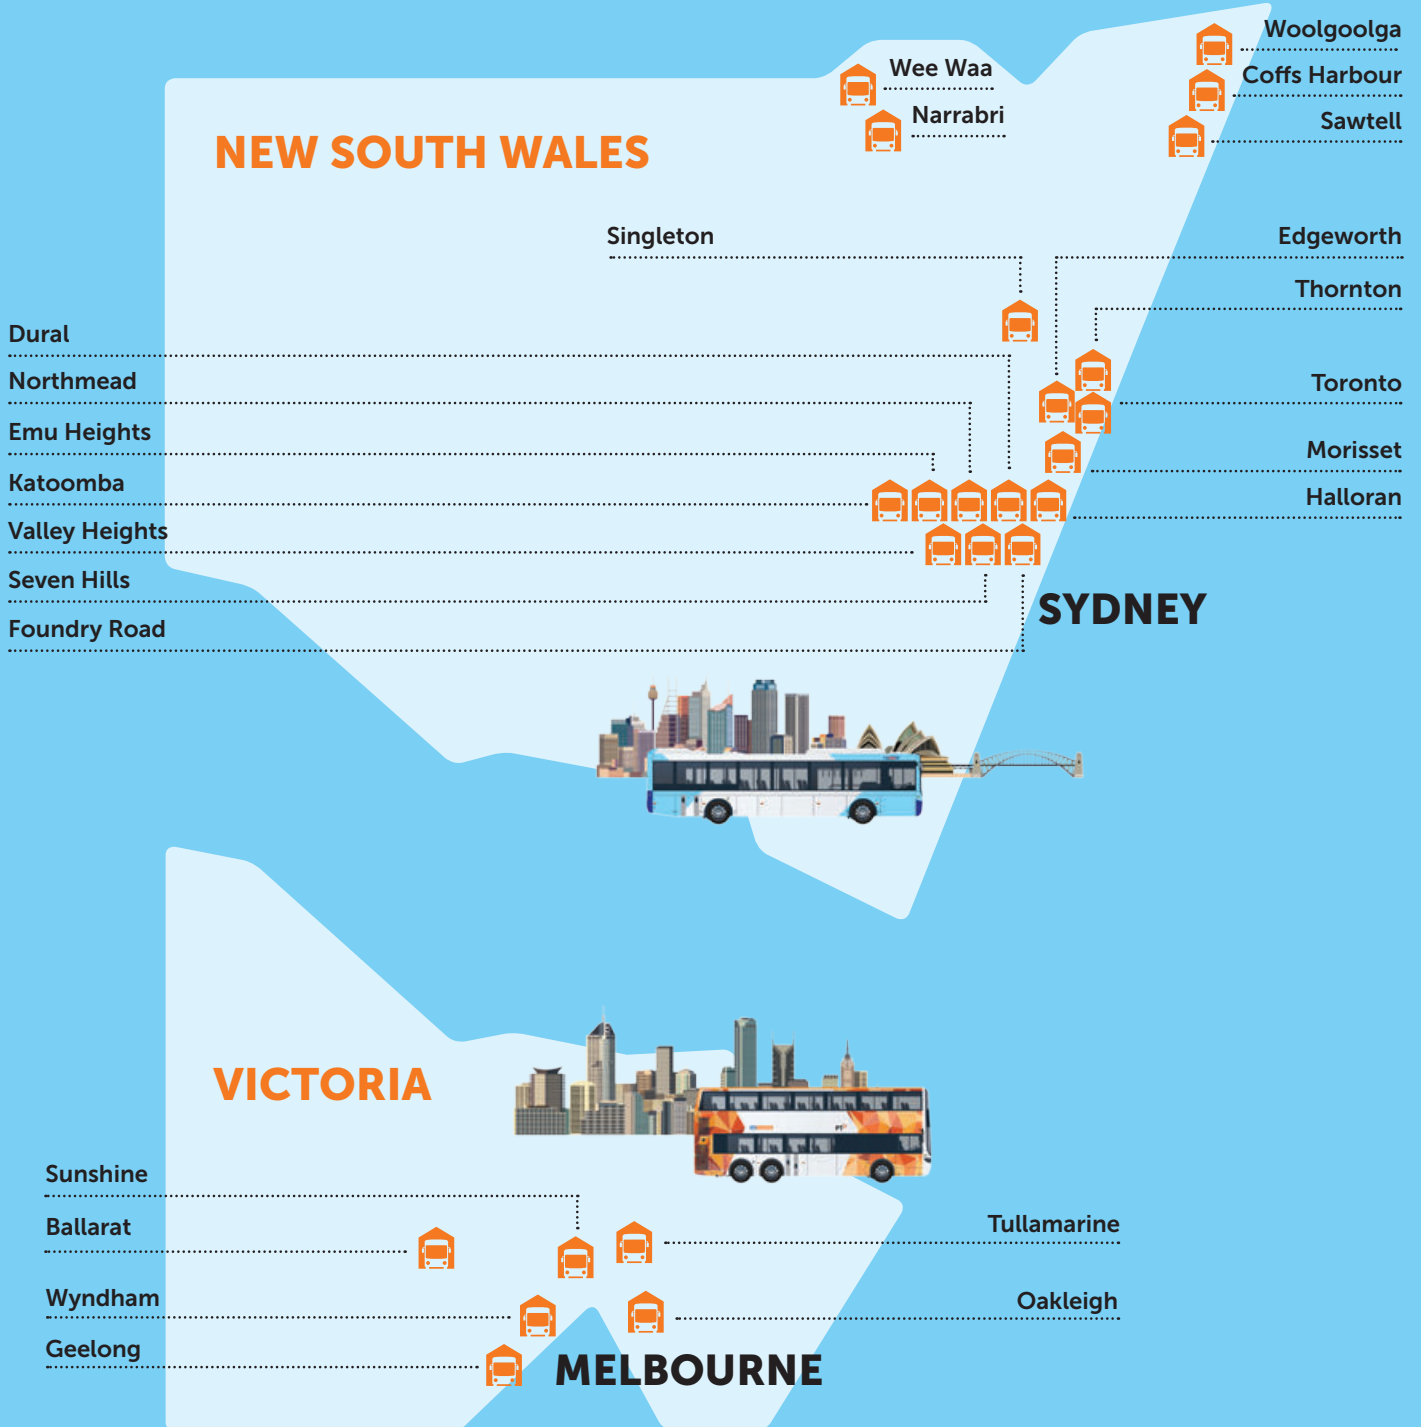 Woolgoolga
Wee Waa
Coffs Harbour
Narrabri
Sawtell
NEW SOUTH WALES
Singleton
Edgeworth
Thornton
Dural
Northmead
Toronto
Emu Heights
Morisset
Katoomba
Halloran
Valley Heights
Seven Hills
SYDNEY
Foundry Road
VICTORIA
Sunshine
Ballarat
Tullamarine
Wyndham
Oakleigh
Geelong
MELBOURNE